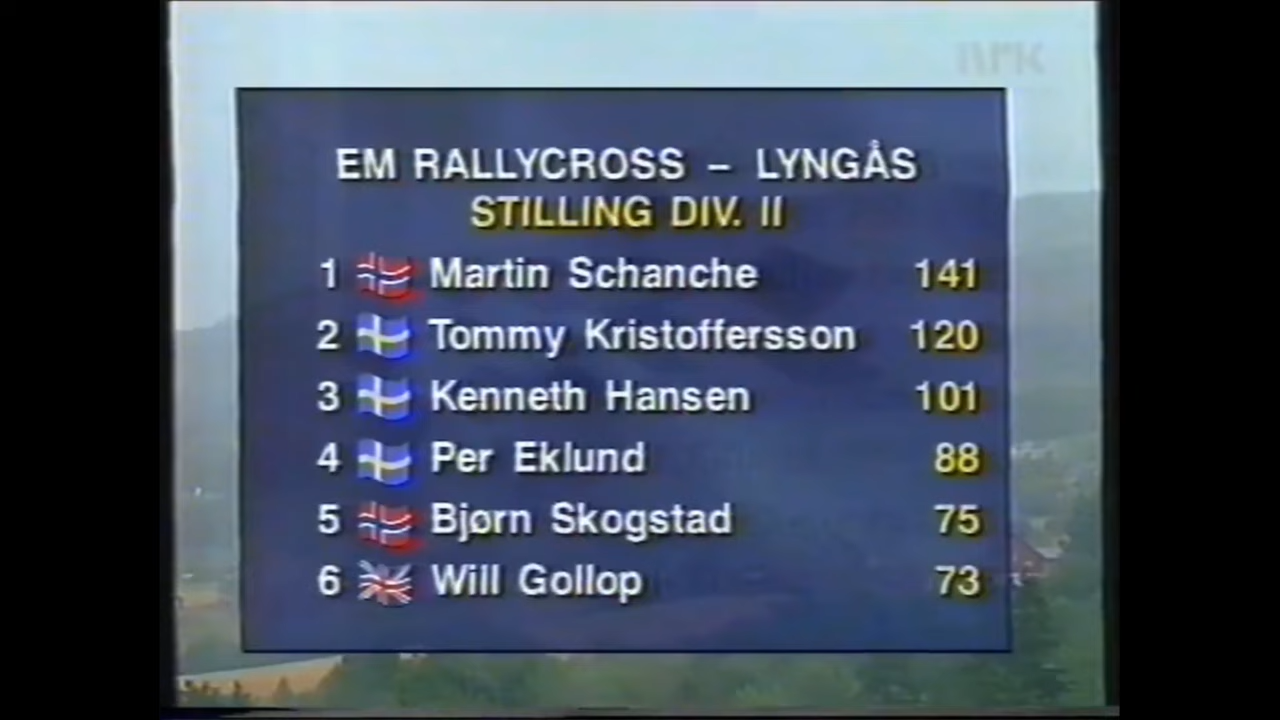 NRK
EM RALLYCROSS – LYNGÅS
STILLING DIV. II
1 Martin Schanche 141
2 Tommy Kristoffersson 120
3 Kenneth Hansen 101
4 Per Eklund 88
5 Bjørn Skogstad 75
6 Will Gollop 73